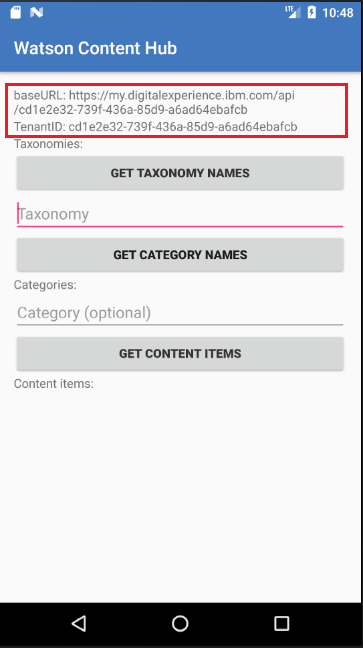 LTE 10:48
Watson Content Hub
baseURL: https://my.digitalexperience.ibm.com/api
/cd1e2e32-739f-436a-85d9-a6ad64ebafcb
TenantID: cd1e2e32-739f-436a-85d9-a6ad64ebafcb
Taxonomies:
GET TAXONOMY NAMES
Taxonomy
GET CATEGORY NAMES
Categories:
Category (optional)
GET CONTENT ITEMS
Content items: